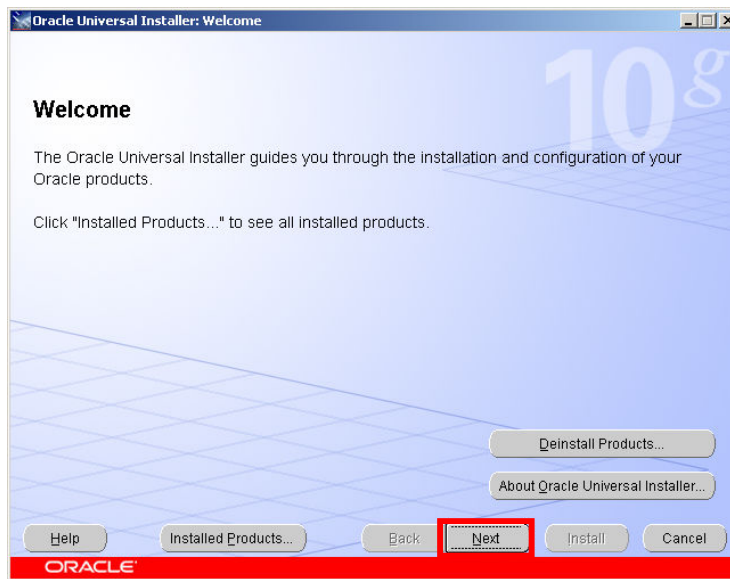 Oracle Universal Installer: Welcome
10g
Welcome
The Oracle Universal Installer guides you through the installation and configuration of your
Oracle products.
Click "Installed Products..." to see all installed products.
Deinstall Products...
About Oracle Universal Installer...
Help Installed Products... Back Next Install Cancel
ORACLE